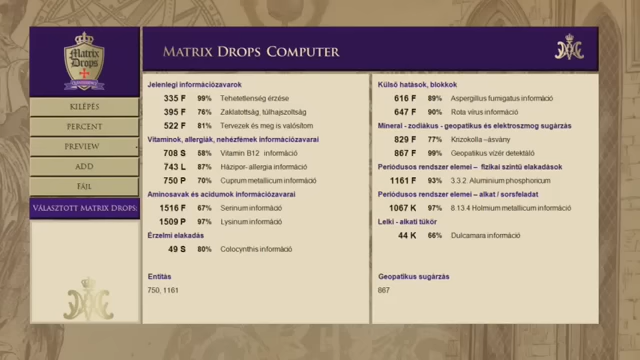 Matrix
Drops
MATRIX DROPS COMPUTER
KILÉPÉS
PERCENT
PREVIEW
ADD
FÁJL
VÁLASZTOTT MATRIX DROPS:
Jelenlegi információzavarok
335 F 99% Tehetetlenség érzése
395 F 76% Zaklatottság, túlhajszoltság
522 F 81% Tervezek és meg is valósítom
Vitaminok, allergiák, nehézfémek információzavarai
708 S 58% Vitamin B12 információ
743 L 87% Házipor-allergia információ
750 P 70% Cuprum metallicum információ
Aminosavak és acidumok információzavarai
1516 F 67% Serinum információ
1509 P 97% Lysinum információ
Érzelmi elakadás
49 S 80% Colocynthis információ
Entitás
750, 1161
Külső hatások, blokkok
616 F 89% Aspergillus fumigatus információ
647 F 90% Rota vírus információ
Mineral - zodiákus - geopatikus és elektroszmog sugárzás
829 F 77% Krizokolla –ásvány
867 F 99% Geopatikus vízér detektáló
Periódusos rendszer elemei – fizikai szintű elakadások
1161 F 93% 3.3.2. Aluminium phosphoricum
Periódusos rendszer elemei – alkat / sorsfeladat
1067 K 97% 8.13.4 Holmium metallicum információ
Lelki - alkati tükör
44 K 66% Dulcamara információ
Geopatikus sugárzás
867